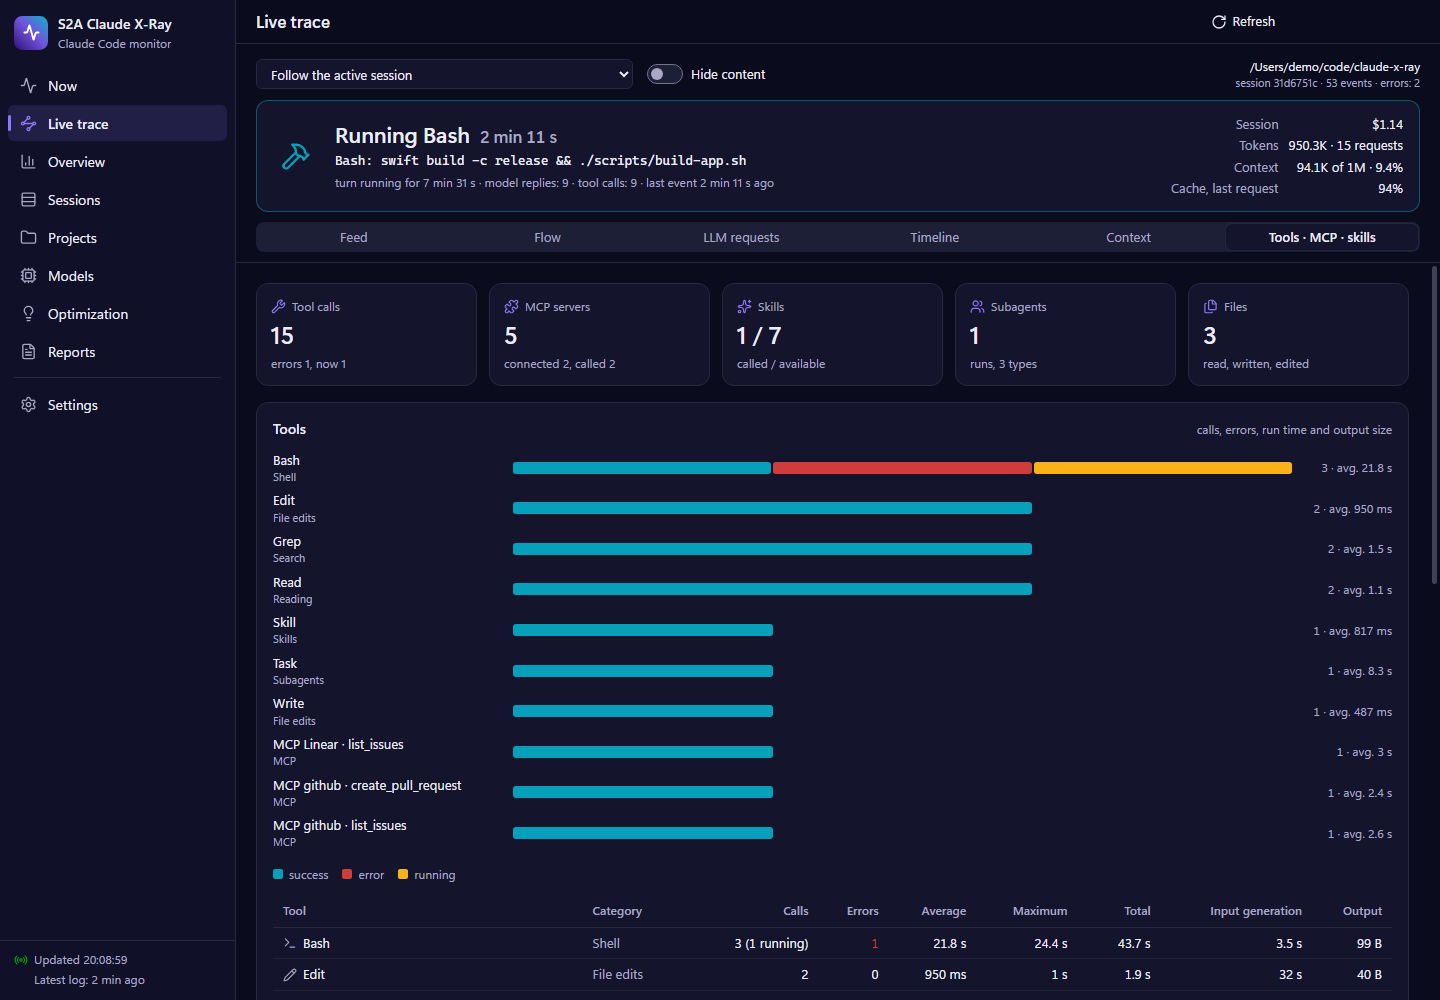 S2A Claude X-Ray
Claude Code monitor
Now
Live trace
Overview
Sessions
Projects
Models
Optimization
Reports
Settings
Updated 20:08:59
Latest log: 2 min ago
Live trace
Refresh
Follow the active session
Hide content
/Users/demo/code/claude-x-ray
session 31d6751c · 53 events · errors: 2
Running Bash 2 min 11 s
Bash: swift build -c release && ./scripts/build-app.sh
turn running for 7 min 31 s · model replies: 9 · tool calls: 9 · last event 2 min 11 s ago
Session $1.14
Tokens 950.3K · 15 requests
Context 94.1K of 1M · 9.4%
Cache, last request 94%
Feed Flow LLM requests Timeline Context Tools · MCP · skills
Tool calls
15
errors 1, now 1
MCP servers
5
connected 2, called 2
Skills
1 / 7
called / available
Subagents
1
runs, 3 types
Files
3
read, written, edited
Tools
calls, errors, run time and output size
Bash
Shell
3 · avg. 21.8 s
Edit
File edits
2 · avg. 950 ms
Grep
Search
2 · avg. 1.5 s
Read
Reading
2 · avg. 1.1 s
Skill
Skills
1 · avg. 817 ms
Task
Subagents
1 · avg. 8.3 s
Write
File edits
1 · avg. 487 ms
MCP Linear · list_issues
MCP
1 · avg. 3 s
MCP github · create_pull_request
MCP
1 · avg. 2.4 s
MCP github · list_issues
MCP
1 · avg. 2.6 s
success error running
Tool Category Calls Errors Average Maximum Total Input generation Output
Bash Shell 3 (1 running) 1 21.8 s 24.4 s 43.7 s 3.5 s 99 B
Edit File edits 2 0 950 ms 1 s 1.9 s 32 s 40 B